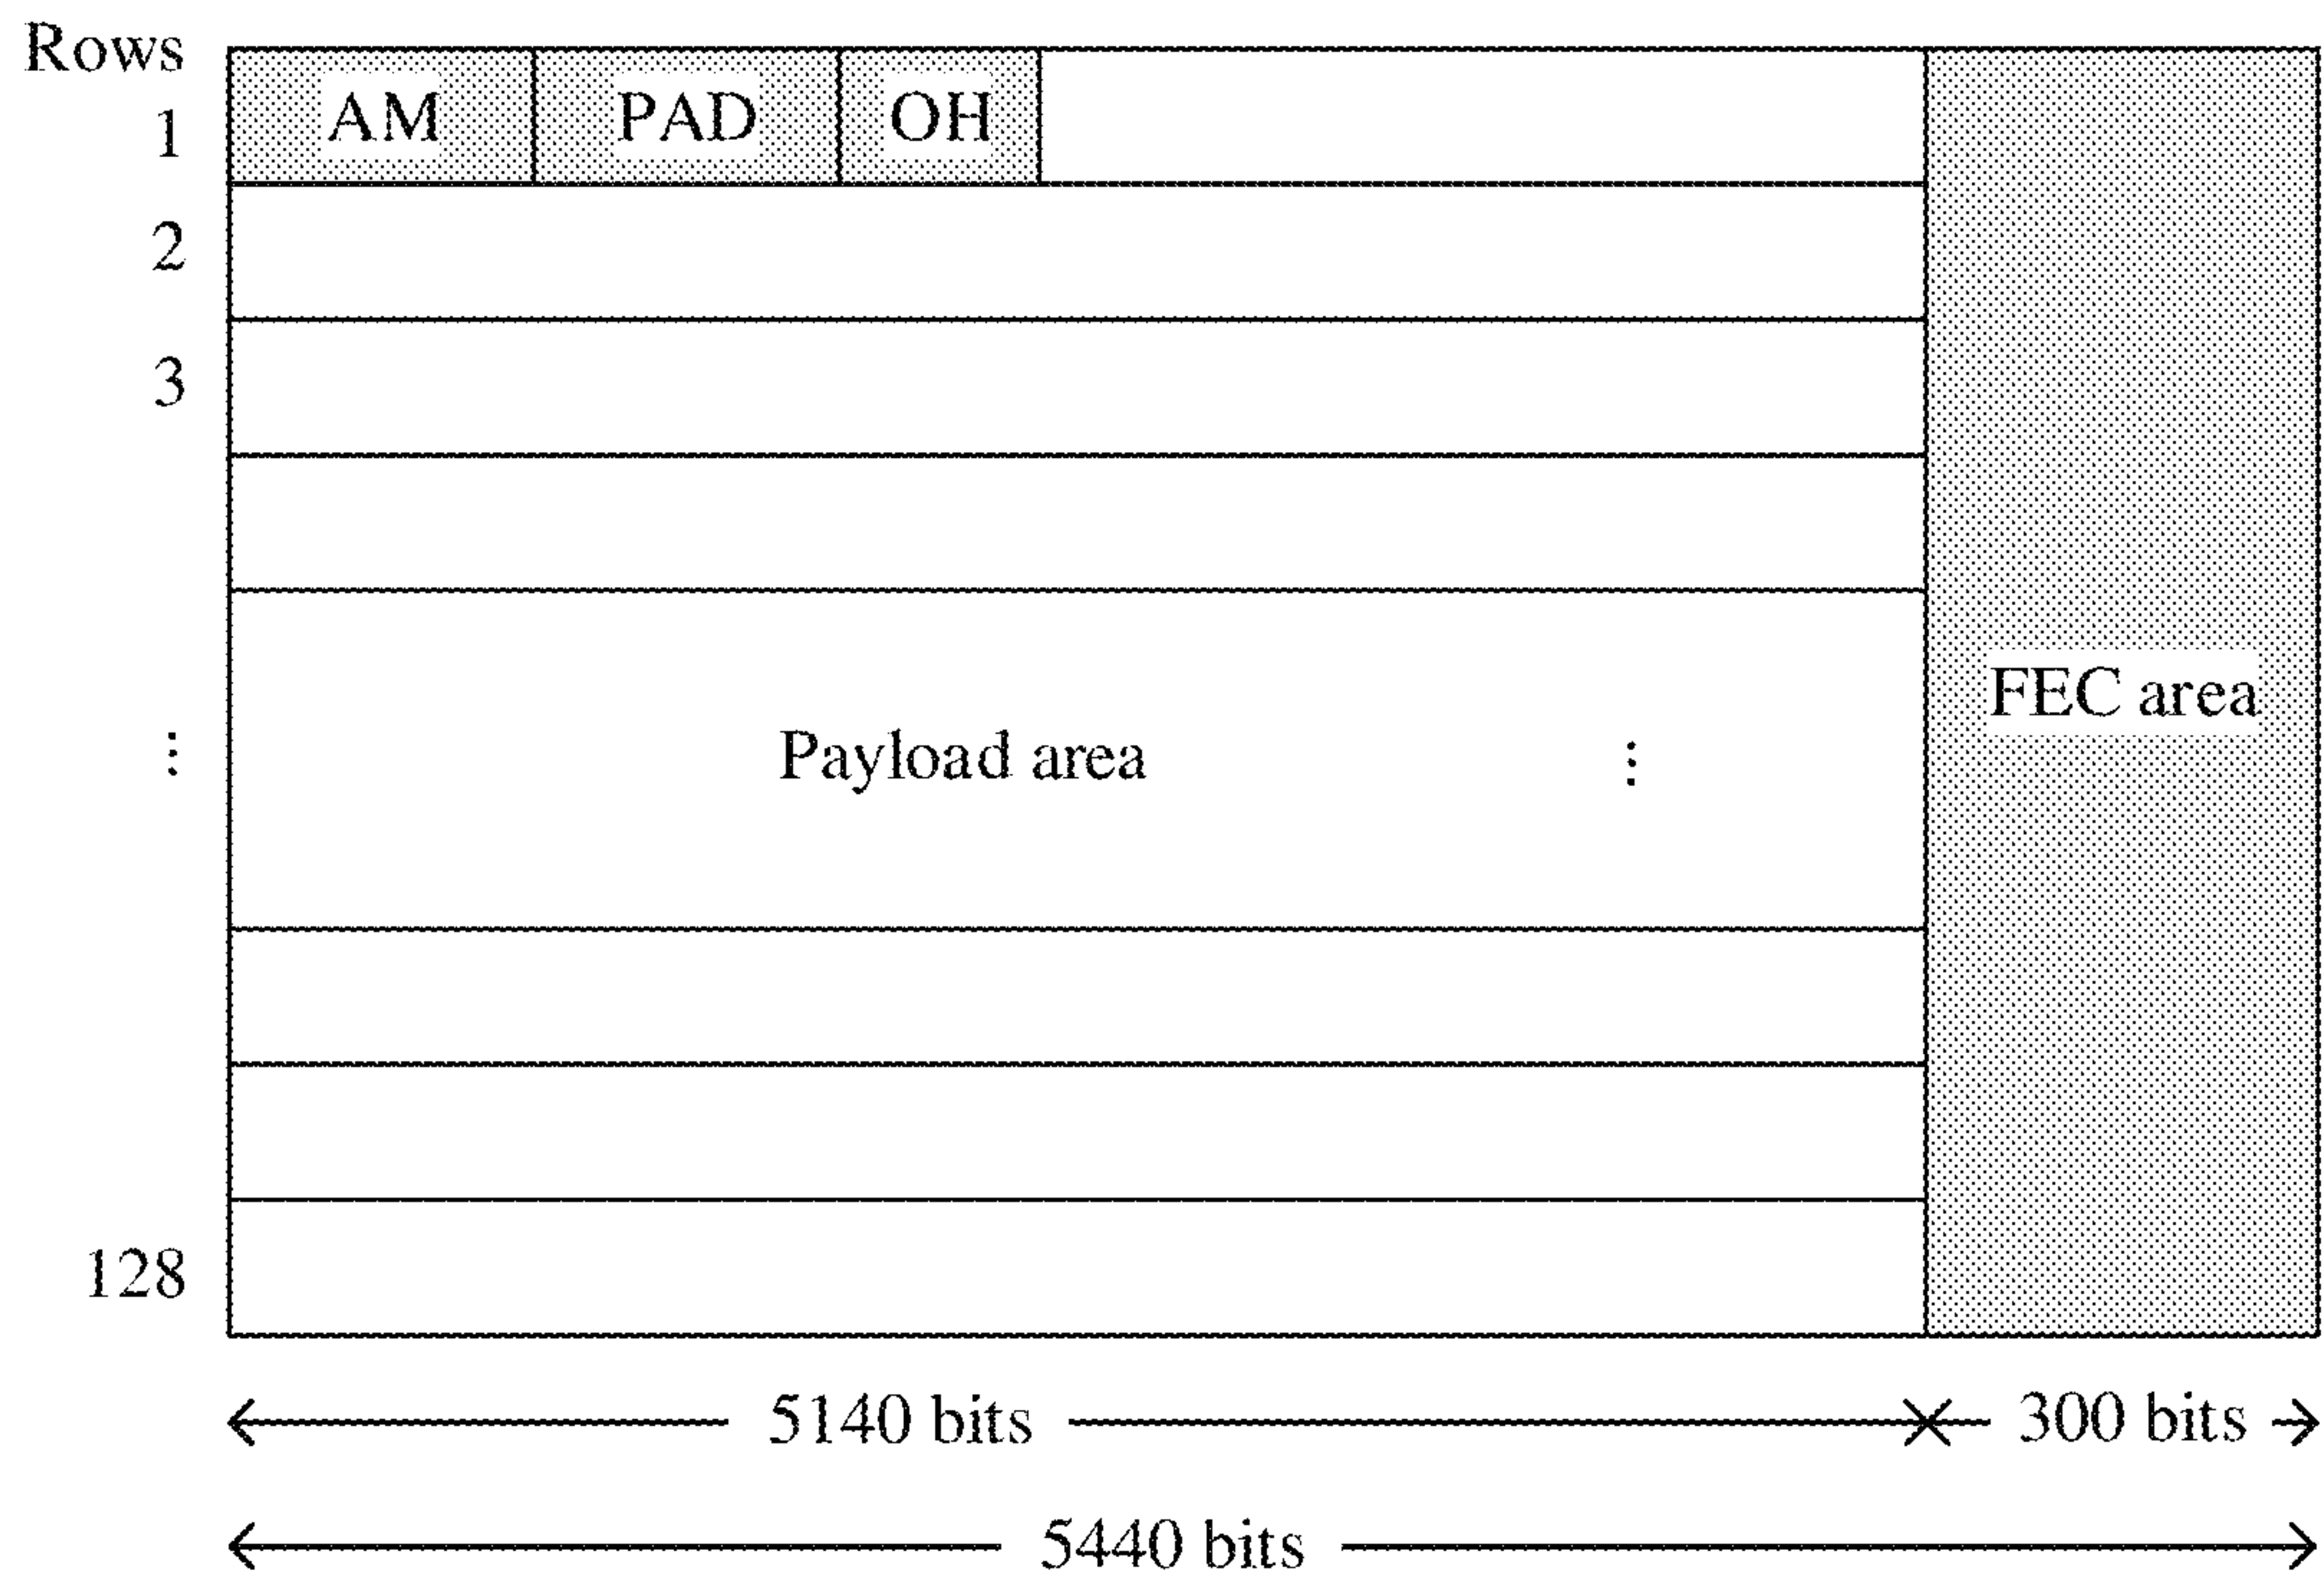 Rows
1 AM PAD OH
2
3
FEC area
⋮ Payload area ⋮
128
5140 bits 300 bits
5440 bits